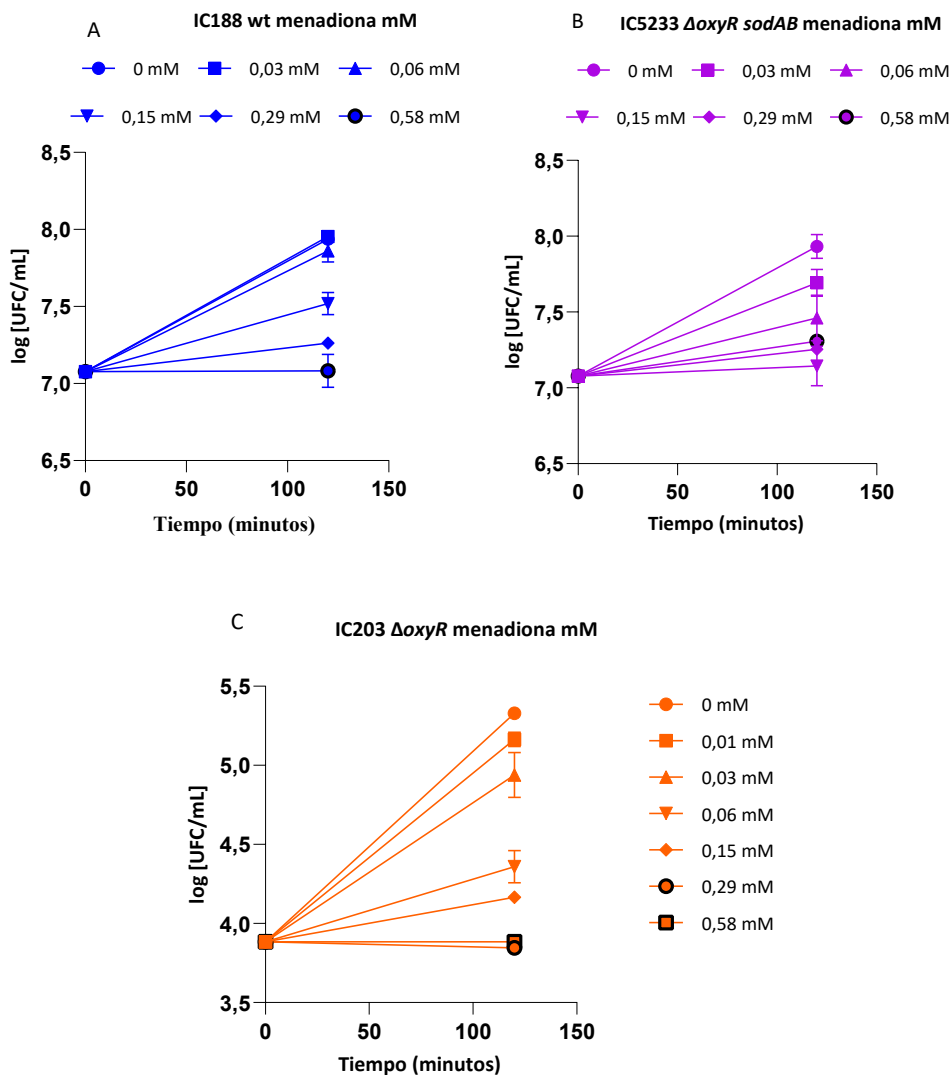 A
IC188 wt menadiona mM
0 mM
0,03 mM
0,06 mM
0,15 mM
0,29 mM
0,58 mM
log [UFC/mL]
8,5
8,0
7,5
7,0
6,5
0
50
100
150
Tiempo (minutos)
B
IC5233 ΔoxyR sodAB menadiona mM
0 mM
0,03 mM
0,06 mM
0,15 mM
0,29 mM
0,58 mM
log [UFC/mL]
8,5
8,0
7,5
7,0
6,5
0
50
100
150
Tiempo (minutos)
C
IC203 ΔoxyR menadiona mM
log [UFC/mL]
5,5
5,0
4,5
4,0
3,5
0
50
100
150
Tiempo (minutos)
0 mM
0,01 mM
0,03 mM
0,06 mM
0,15 mM
0,29 mM
0,58 mM